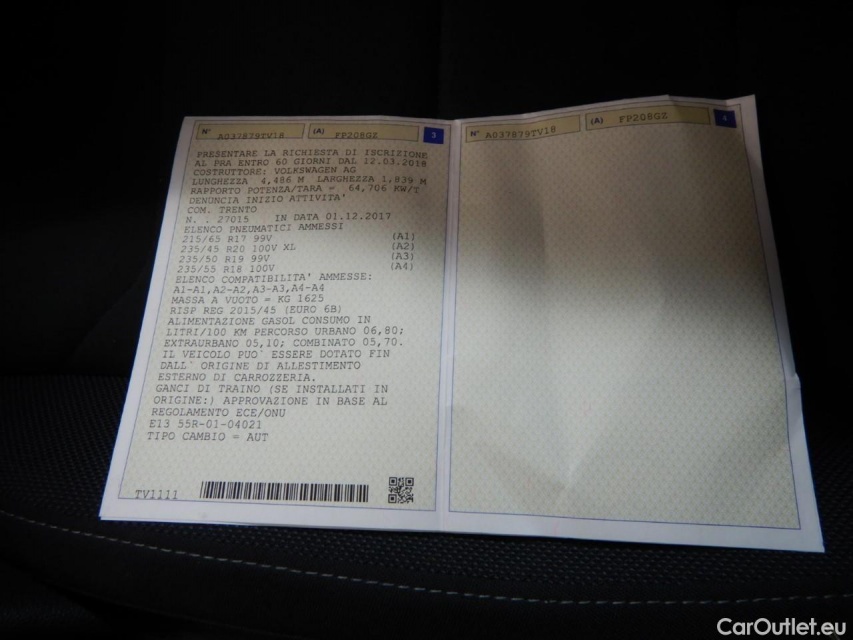 N° A037879TV18 (A) FP208GZ 3
PRESENTARE LA RICHIESTA DI ISCRIZIONE
AL PRA ENTRO 60 GIORNI DAL 12.03.2018
COSTRUTTORE: VOLKSWAGEN AG
LUNGHEZZA 4,486 M LARGHEZZA 1,839 M
RAPPORTO POTENZA/TARA = 64,706 KW/T
DENUNCIA INIZIO ATTIVITA'
COM. TRENTO
N. . 27015 IN DATA 01.12.2017
ELENCO PNEUMATICI AMMESSI
215/65 R17 99V (A1)
235/45 R20 100V XL (A2)
235/50 R19 99V (A3)
235/55 R18 100V (A4)
ELENCO COMPATIBILITA' AMMESSE:
A1-A1,A2-A2,A3-A3,A4-A4
MASSA A VUOTO = KG 1625
RISP REG 2015/45 (EURO 6B)
ALIMENTAZIONE GASOL CONSUMO IN
LITRI/100 KM PERCORSO URBANO 06,80;
EXTRAURBANO 05,10; COMBINATO 05,70.
IL VEICOLO PUO` ESSERE DOTATO FIN
DALL` ORIGINE DI ALLESTIMENTO
ESTERNO DI CARROZZERIA.
GANCI DI TRAINO (SE INSTALLATI IN
ORIGINE:) APPROVAZIONE IN BASE AL
REGOLAMENTO ECE/ONU
E13 55R-01-04021
TIPO CAMBIO = AUT
TV1111
N° A037879TV18 (A) FP208GZ 4
CarOutlet.eu